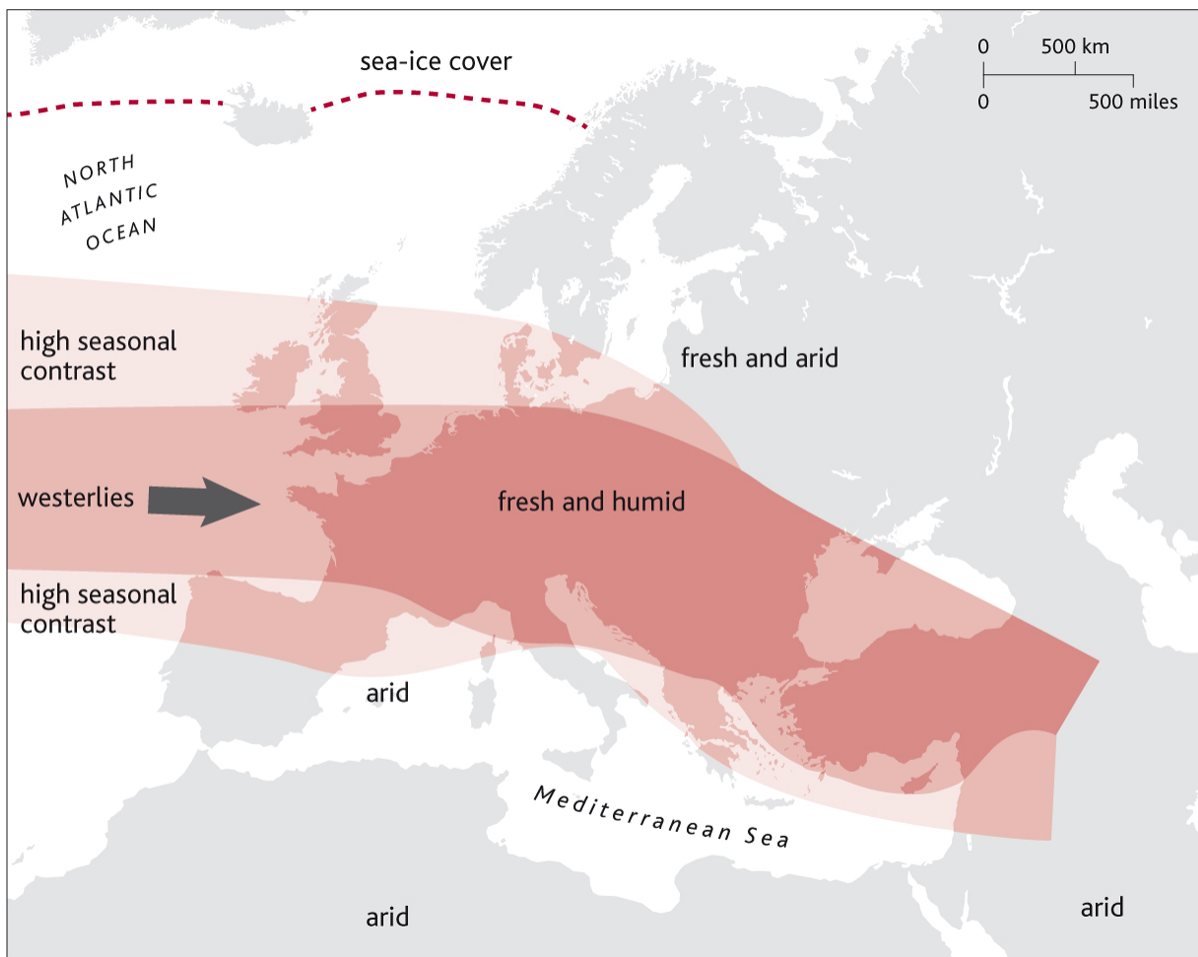 sea-ice cover
0 500 km
0 500 miles
NORTH
ATLANTIC
OCEAN
high seasonal
contrast
fresh and arid
westerlies
fresh and humid
high seasonal
contrast
arid
Mediterranean Sea
arid
arid